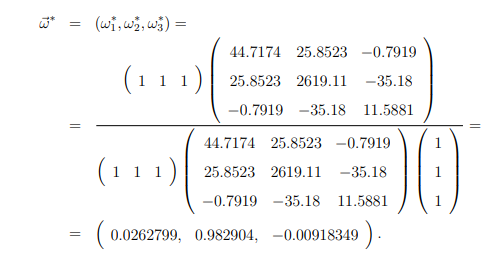 ω⃗* = (ω₁*, ω₂*, ω₃*) =
( 1 1 1 ) ( 44.7174 25.8523 −0.7919
25.8523 2619.11 −35.18
−0.7919 −35.18 11.5881 )
= ───────── =
( 1 1 1 ) ( 44.7174 25.8523 −0.7919 ) ( 1
25.8523 2619.11 −35.18 1
−0.7919 −35.18 11.5881 1 )
= ( 0.0262799, 0.982904, −0.00918349 ).